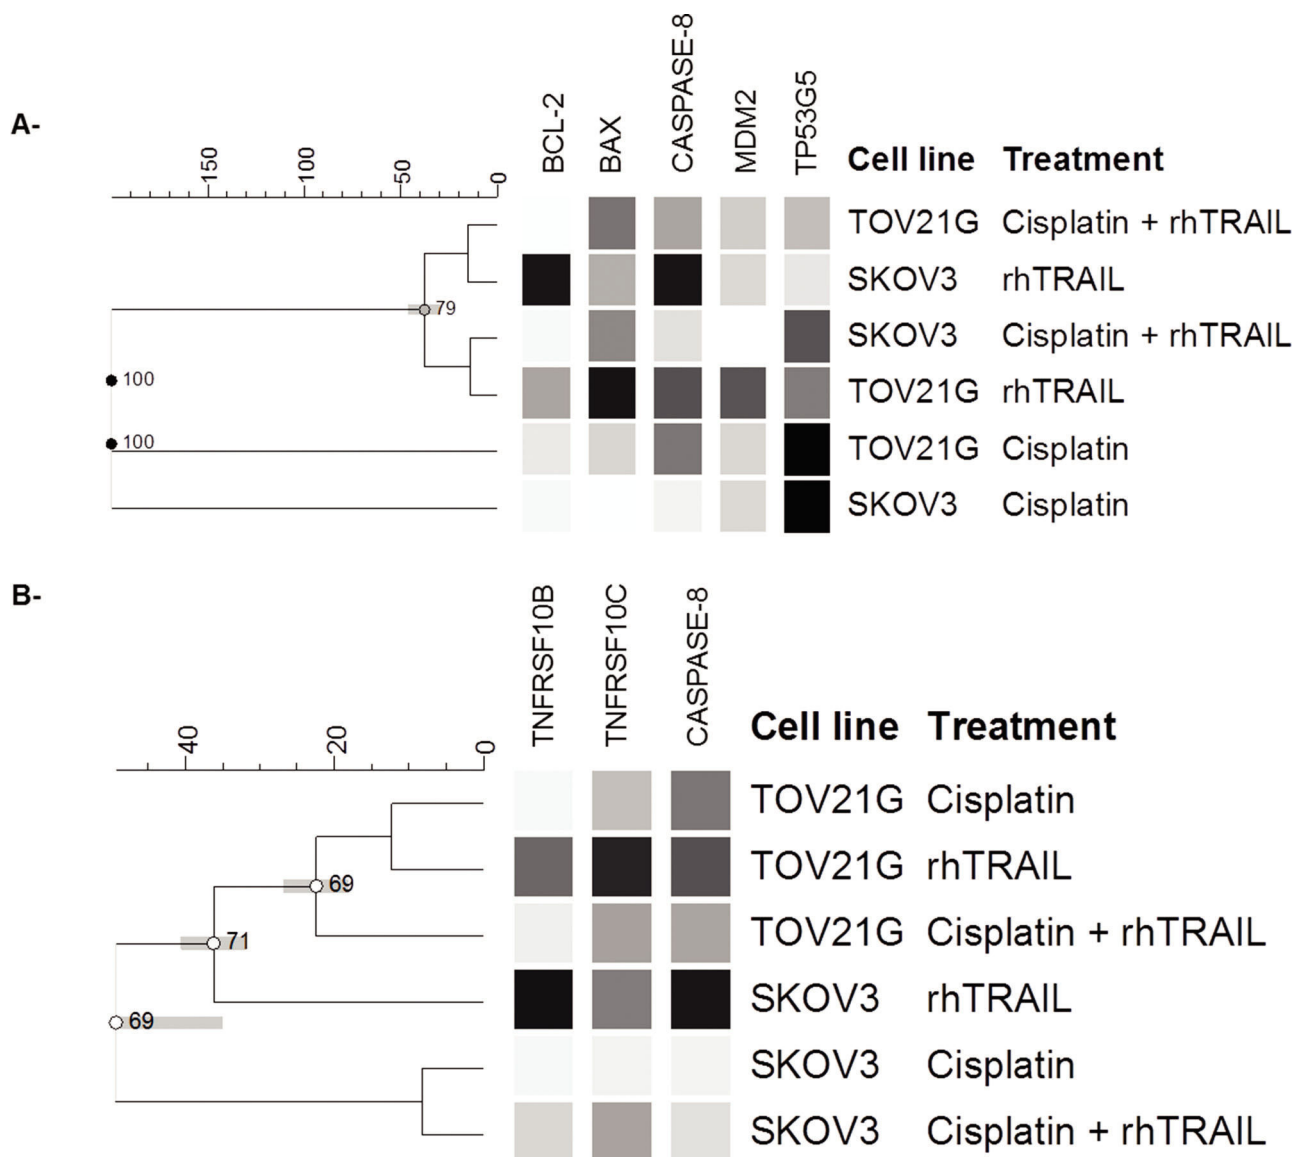 A-
150
100
50
0
BCL-2
BAX
CASPASE-8
MDM2
TP53G5
Cell line Treatment
TOV21G Cisplatin + rhTRAIL
SKOV3 rhTRAIL
79
SKOV3 Cisplatin + rhTRAIL
100
TOV21G rhTRAIL
100
TOV21G Cisplatin
SKOV3 Cisplatin
B-
40
20
0
TNFRSF10B
TNFRSF10C
CASPASE-8
Cell line Treatment
TOV21G Cisplatin
TOV21G rhTRAIL
69
TOV21G Cisplatin + rhTRAIL
71
SKOV3 rhTRAIL
69
SKOV3 Cisplatin
SKOV3 Cisplatin + rhTRAIL